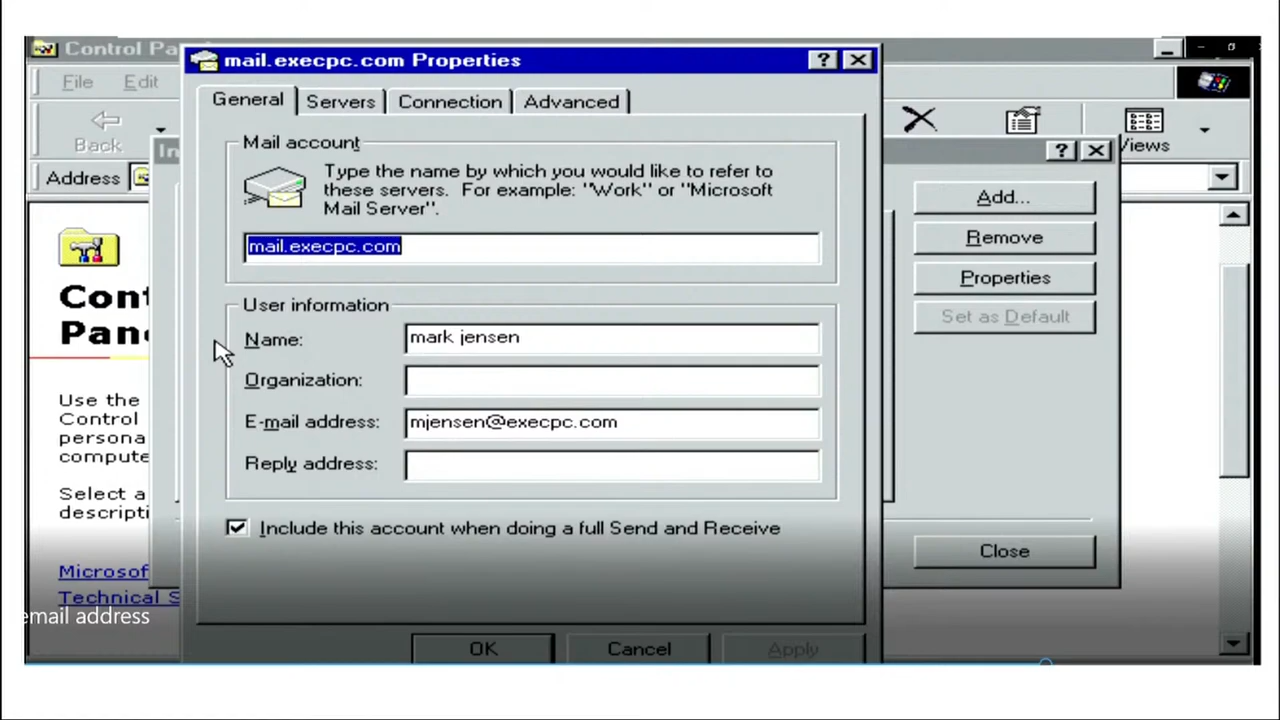 Control Pa
mail.execpc.com Properties
File Edit
General Servers Connection Advanced
Back
Views
Address
In
Mail account
Type the name by which you would like to refer to
these servers. For example: "Work" or "Microsoft
Mail Server".
mail.execpc.com
Add...
Remove
Properties
Set as Default
Close
User information
Name: mark jensen
Organization:
E-mail address: mjensen@execpc.com
Reply address:
Include this account when doing a full Send and Receive
OK Cancel Apply
Cont
Pane
Use the
Control
persona
compute
Select a
descripti
Microsof
Technical S
email address